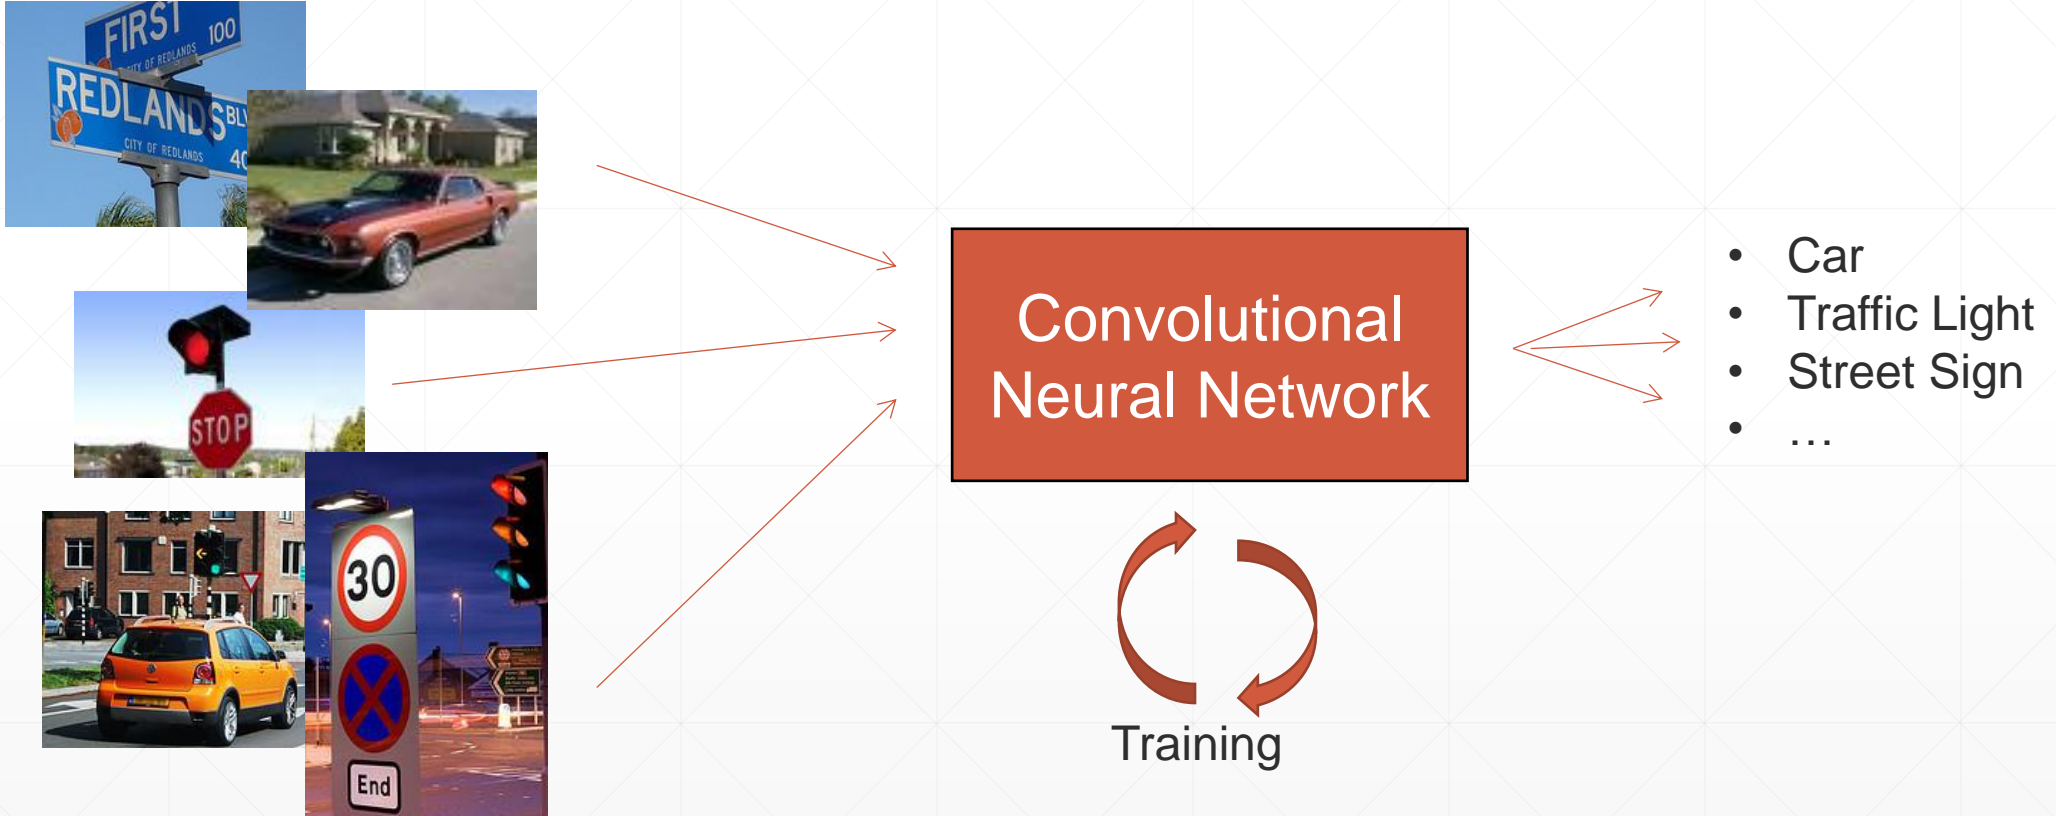 FIRST 100
CITY OF REDLANDS
REDLANDS BLV
CITY OF REDLANDS 40
STOP
30
End
Convolutional
Neural Network
Training
• Car
• Traffic Light
• Street Sign
• …